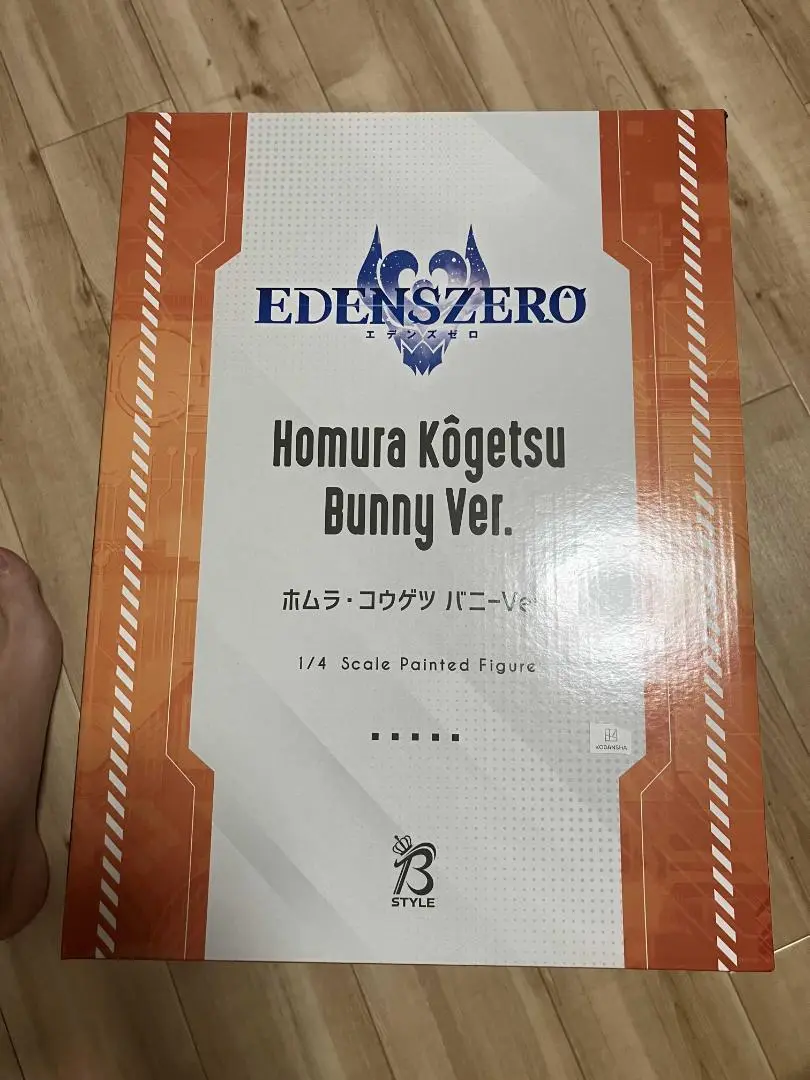 EDENSZERO
エデンズゼロ
Homura Kôgetsu
Bunny Ver.
ホムラ・コウゲツ バニーVer
1/4 Scale Painted Figure
KODANSHA
B
STYLE